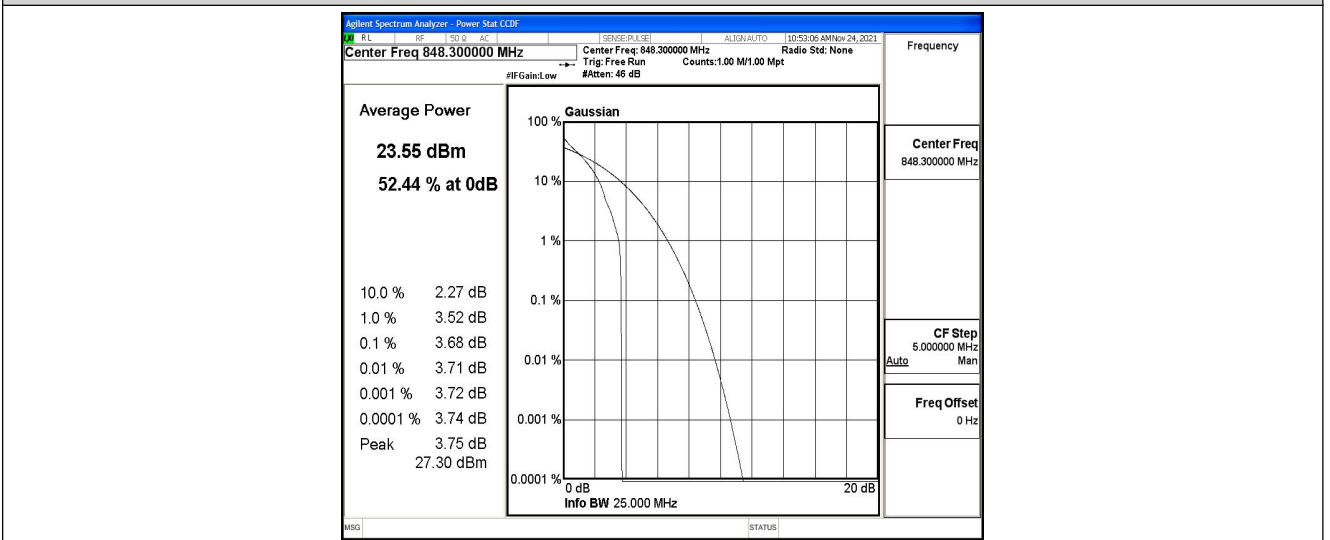 Agilent Spectrum Analyzer - Power Stat CCDF
LXI RL RF 50 Ω AC SENSE:PULSE ALIGN AUTO 10:53:06 AM Nov 24, 2021
Center Freq 848.300000 MHz
Center Freq: 848.300000 MHz Radio Std: None
Trig: Free Run Counts:1.00 M/1.00 Mpt
#IFGain:Low #Atten: 46 dB
Frequency
Average Power
23.55 dBm
52.44 % at 0dB
10.0 % 2.27 dB
1.0 % 3.52 dB
0.1 % 3.68 dB
0.01 % 3.71 dB
0.001 % 3.72 dB
0.0001 % 3.74 dB
Peak 3.75 dB
27.30 dBm
Gaussian
100 %
10 %
1 %
0.1 %
0.01 %
0.001 %
0.0001 %
0 dB 20 dB
Info BW 25.000 MHz
Center Freq
848.300000 MHz
CF Step
5.000000 MHz
Auto Man
Freq Offset
0 Hz
MSG STATUS